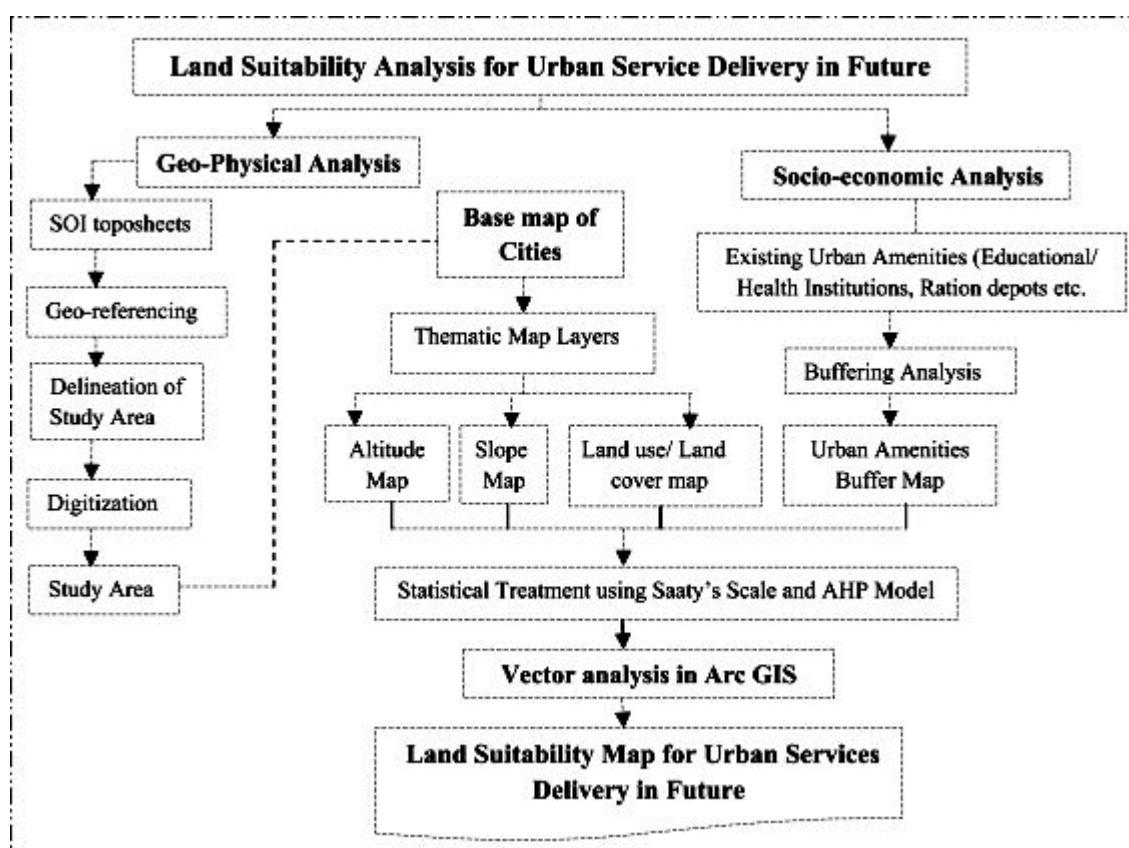 Land Suitability Analysis for Urban Service Delivery in Future
Geo-Physical Analysis
SOI toposheets
Geo-referencing
Delineation of
Study Area
Digitization
Study Area
Base map of
Cities
Thematic Map Layers
Altitude
Map
Slope
Map
Land use/ Land
cover map
Socio-economic Analysis
Existing Urban Amenities (Educational/
Health Institutions, Ration depots etc.
Buffering Analysis
Urban Amenities
Buffer Map
Statistical Treatment using Saaty's Scale and AHP Model
Vector analysis in Arc GIS
Land Suitability Map for Urban Services
Delivery in Future